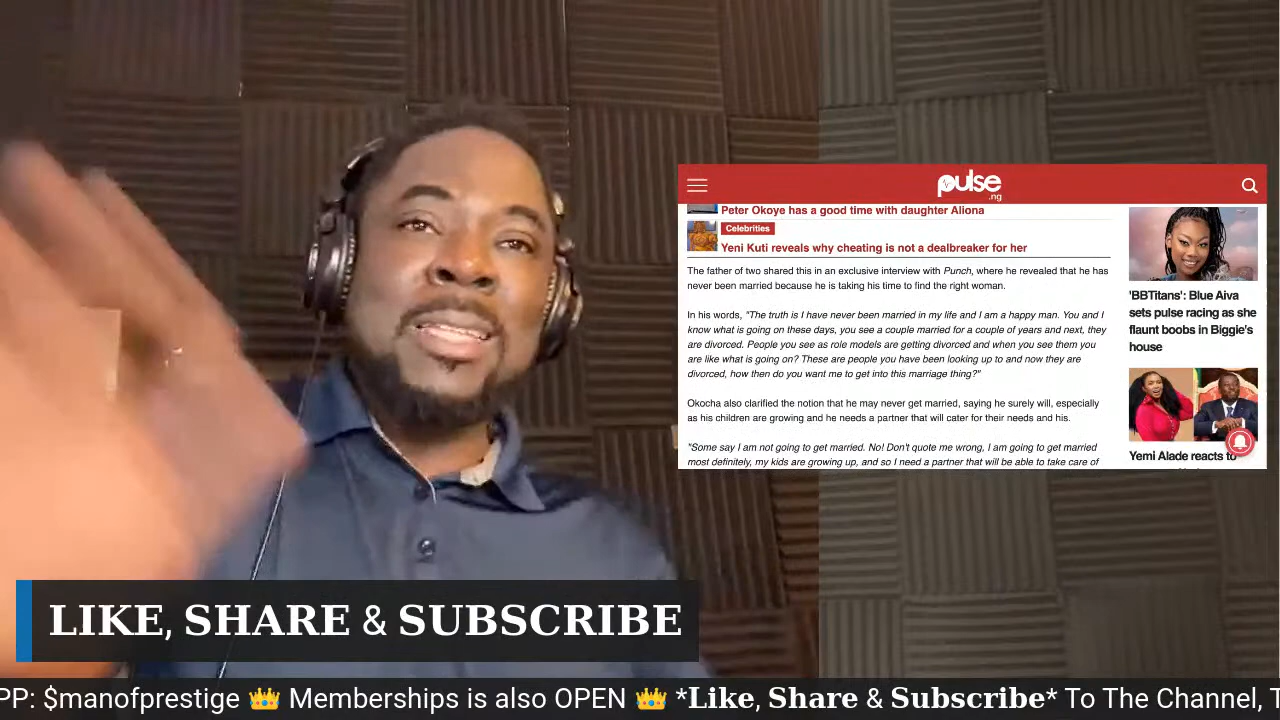 pulse
.ng
Peter Okoye has a good time with daughter Aliona
Celebrities
Yeni Kuti reveals why cheating is not a dealbreaker for her
The father of two shared this in an exclusive interview with Punch, where he revealed that he has
never been married because he is taking his time to find the right woman.
In his words, "The truth is I have never been married in my life and I am a happy man. You and I
know what is going on these days, you see a couple married for a couple of years and next, they
are divorced. People you see as role models are getting divorced and when you see them you
are like what is going on? These are people you have been looking up to and now they are
divorced, how then do you want me to get into this marriage thing?"
Okocha also clarified the notion that he may never get married, saying he surely will, especially
as his children are growing and he needs a partner that will cater for their needs and his.
"Some say I am not going to get married. No! Don't quote me wrong, I am going to get married
most definitely, my kids are growing up, and so I need a partner that will be able to take care of
'BBTitans': Blue Aiva
sets pulse racing as she
flaunt boobs in Biggie's
house
Yemi Alade reacts to
LIKE, SHARE & SUBSCRIBE
PP: $manofprestige 👑 Memberships is also OPEN 👑 *Like, Share & Subscribe* To The Channel, T